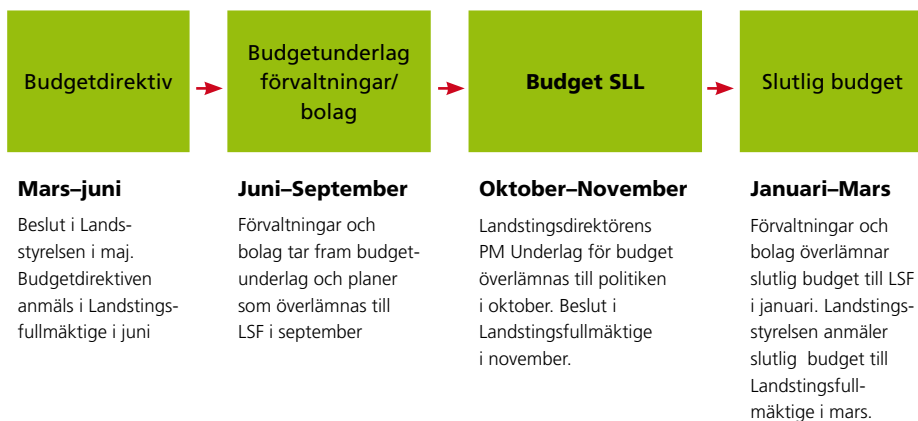 Budgetdirektiv
Budgetunderlag
förvaltningar/
bolag
Budget SLL
Slutlig budget
Mars–juni
Beslut i Lands-
styrelsen i maj.
Budgetdirektiven
anmäls i Landstings-
fullmäktige i juni
Juni–September
Förvaltningar och
bolag tar fram budget-
underlag och planer
som överlämnas till
LSF i september
Oktober–November
Landstingsdirektörens
PM Underlag för budget
överlämnas till politiken
i oktober. Beslut i
Landstingsfullmäktige
i november.
Januari–Mars
Förvaltningar och
bolag överlämnar
slutlig budget till LSF
i januari. Landstings-
styrelsen anmäler
slutlig budget till
Landstingsfull-
mäktige i mars.